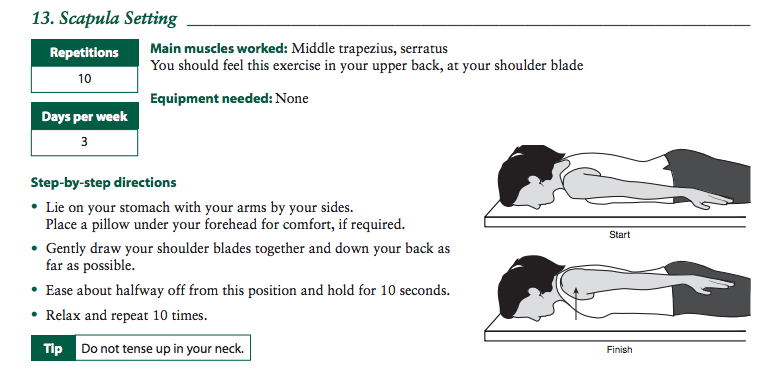 13. Scapula Setting
Repetitions
10
Days per week
3
Main muscles worked: Middle trapezius, serratus
You should feel this exercise in your upper back, at your shoulder blade
Equipment needed: None
Step-by-step directions
• Lie on your stomach with your arms by your sides.
Place a pillow under your forehead for comfort, if required.
• Gently draw your shoulder blades together and down your back as
far as possible.
• Ease about halfway off from this position and hold for 10 seconds.
• Relax and repeat 10 times.
Tip Do not tense up in your neck.
Start
Finish